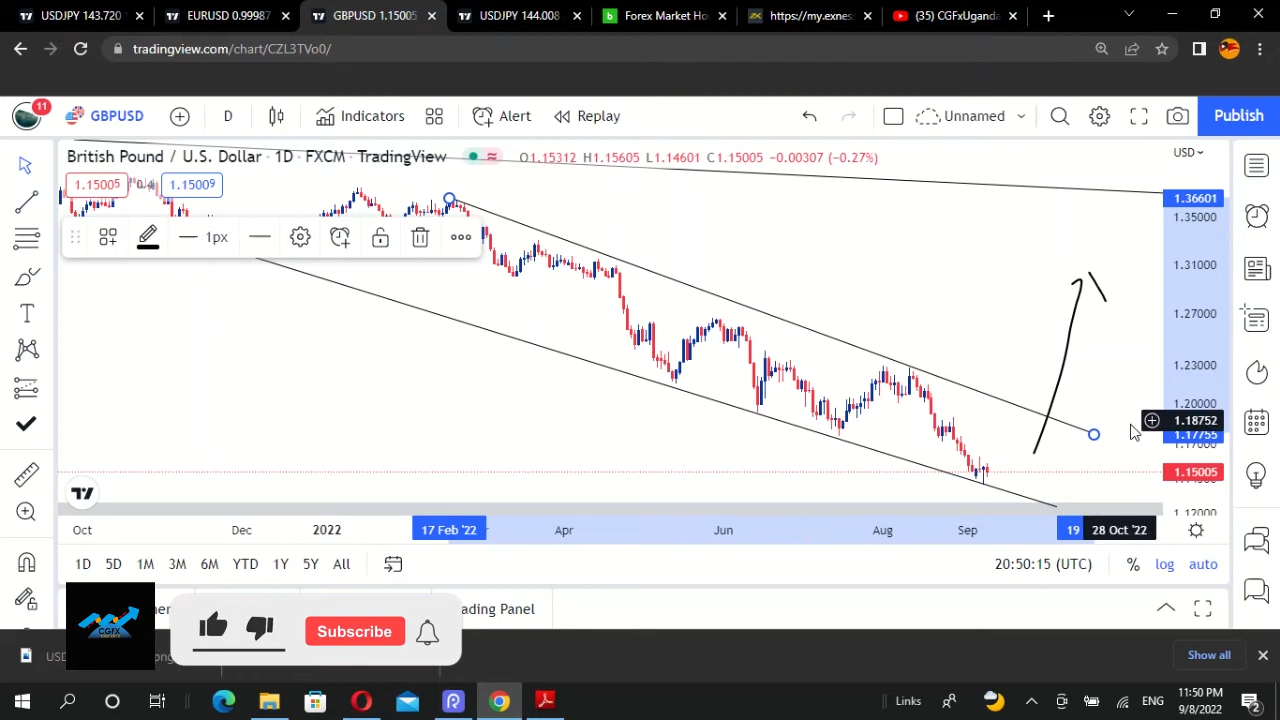 USDJPY 143.720
EURUSD 0.99987
GBPUSD 1.15005
USDJPY 144.008
Forex Market Ho
https://my.exnes
(35) CGFxUganda
tradingview.com/chart/CZL3TVo0/
11
GBPUSD
D
Indicators
Alert
Replay
Unnamed
Publish
British Pound / U.S. Dollar · 1D · FXCM · TradingView
O1.15312 H1.15605 L1.14601 C1.15005 -0.00307 (-0.27%)
USD
1.15005
0.4
1.15009
1px
1.36601
1.35000
1.31000
1.27000
1.23000
1.20000
1.18752
1.17755
1.15005
1.12000
Oct
Dec
2022
17 Feb '22
Apr
Jun
Aug
Sep
19
28 Oct '22
1D
5D
1M
3M
6M
YTD
1Y
5Y
All
20:50:15 (UTC)
%
log
auto
ading Panel
CGFX
Subscribe
USD
Show all
Links
ENG
11:50 PM
9/8/2022
2